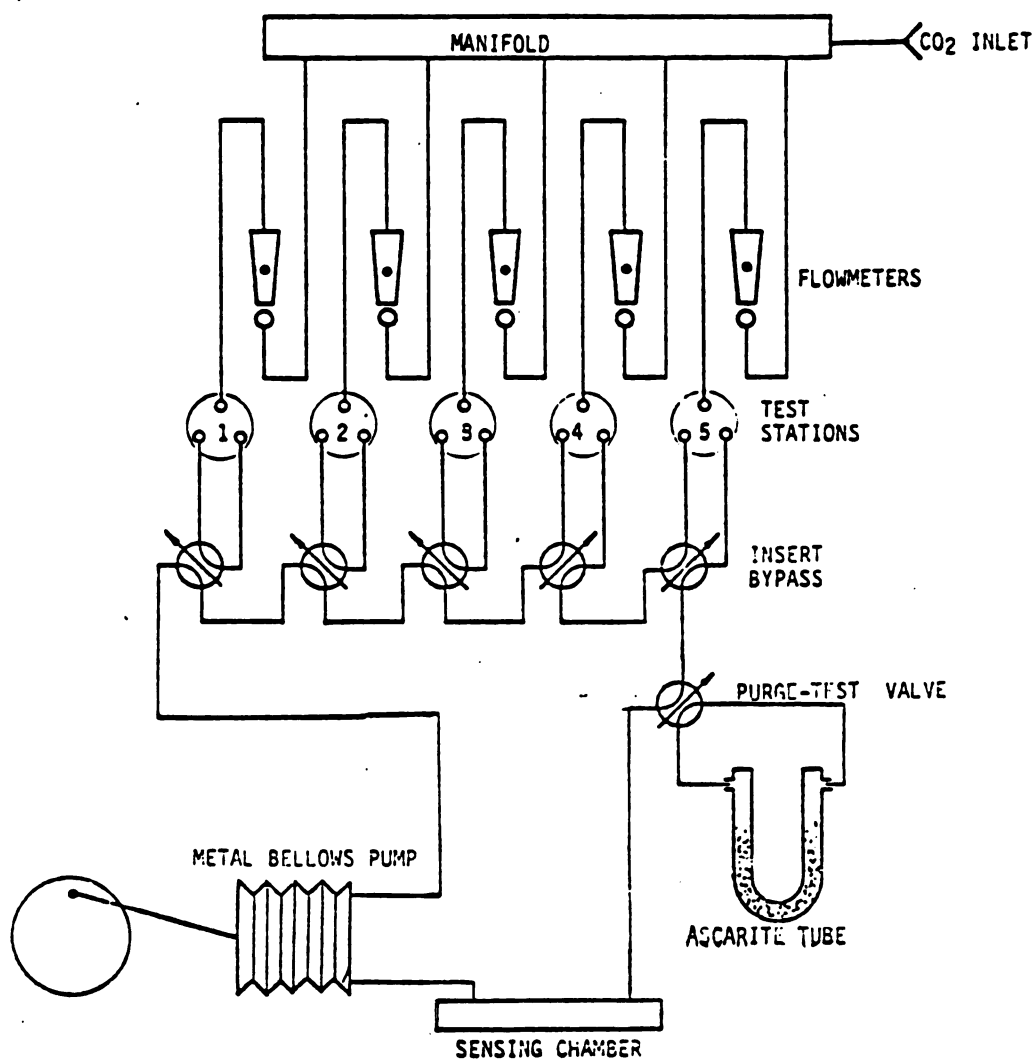 MANIFOLD
CO2 INLET
FLOWMETERS
1
2
3
4
5
TEST
STATIONS
INSERT
BYPASS
PURGE-TEST VALVE
METAL BELLOWS PUMP
ASCARITE TUBE
SENSING CHAMBER